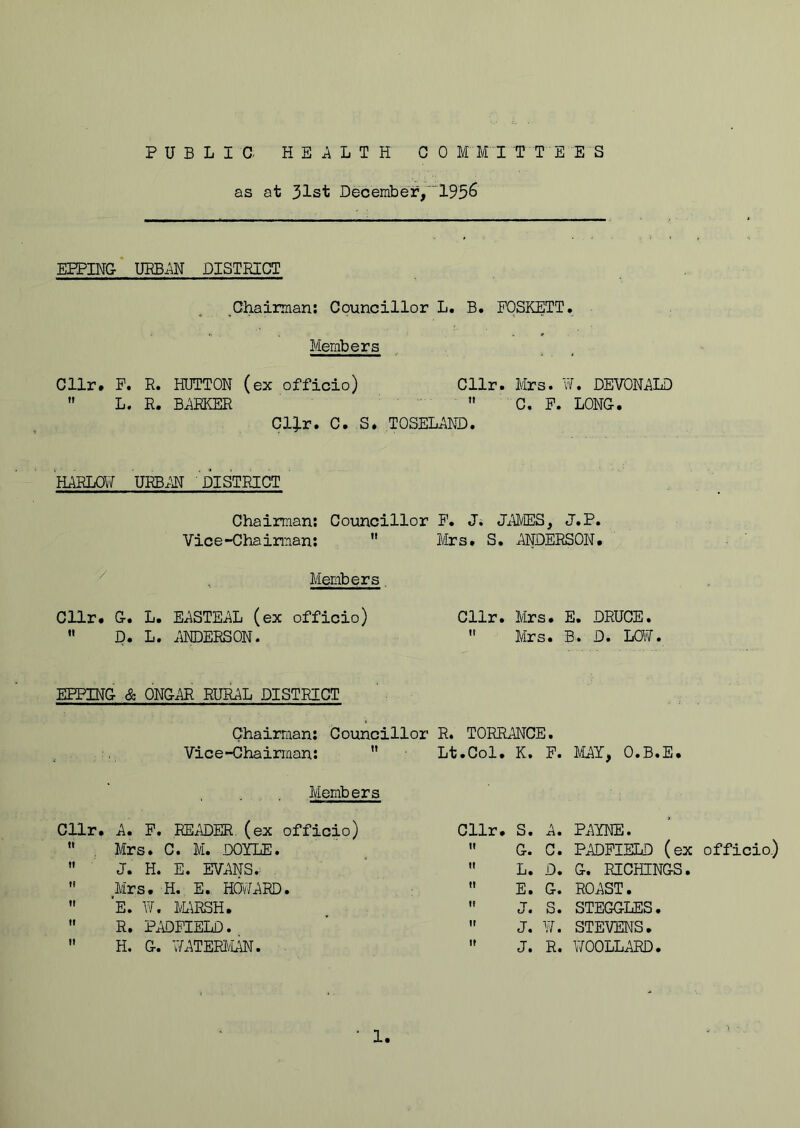 PUBLIC HEALTH COMMITTEES
as at 31st December, 1956
EPPING URBAN DISTRICT
Chairman: Councillor L. B. FOSKETT.
Members
Cllr. F. R. HUTTON (ex officio) Cllr. Mrs. W. DEVONALD
" L. R. BARKER " C. F. LONG.
Cllr. C. S. TOSELAND.
HARLOW URBAN DISTRICT
Chairman: Councillor F. J. JAMES, J.P.
Vice-Chairman: " Mrs. S. ANDERSON.
Members
Cllr. G. L. EASTEAL (ex officio) Cllr. Mrs. E. DRUCE.
" D. L. ANDERSON. " Mrs. B. D. LOW.
EPPING & ONGAR RURAL DISTRICT
Chairman: Councillor R. TORRANCE.
Vice-Chairman: " Lt.Col. K. F. MAY, O.B.E.
Members
Cllr. A. F. READER (ex officio) Cllr. S. A. PAYNE.
" Mrs. C. M. DOYLE. " G. C. PADFIELD (ex officio)
" J. H. E. EVANS. " L. D. G. RICHINGS.
" Mrs. H. E. HOWARD. " E. G. ROAST.
" E. W. MARSH. " J. S. STEGGLES.
" R. PADFIELD. " J. W. STEVENS.
" H. G. WATERMAN. " J. R. WOOLLARD.
1.